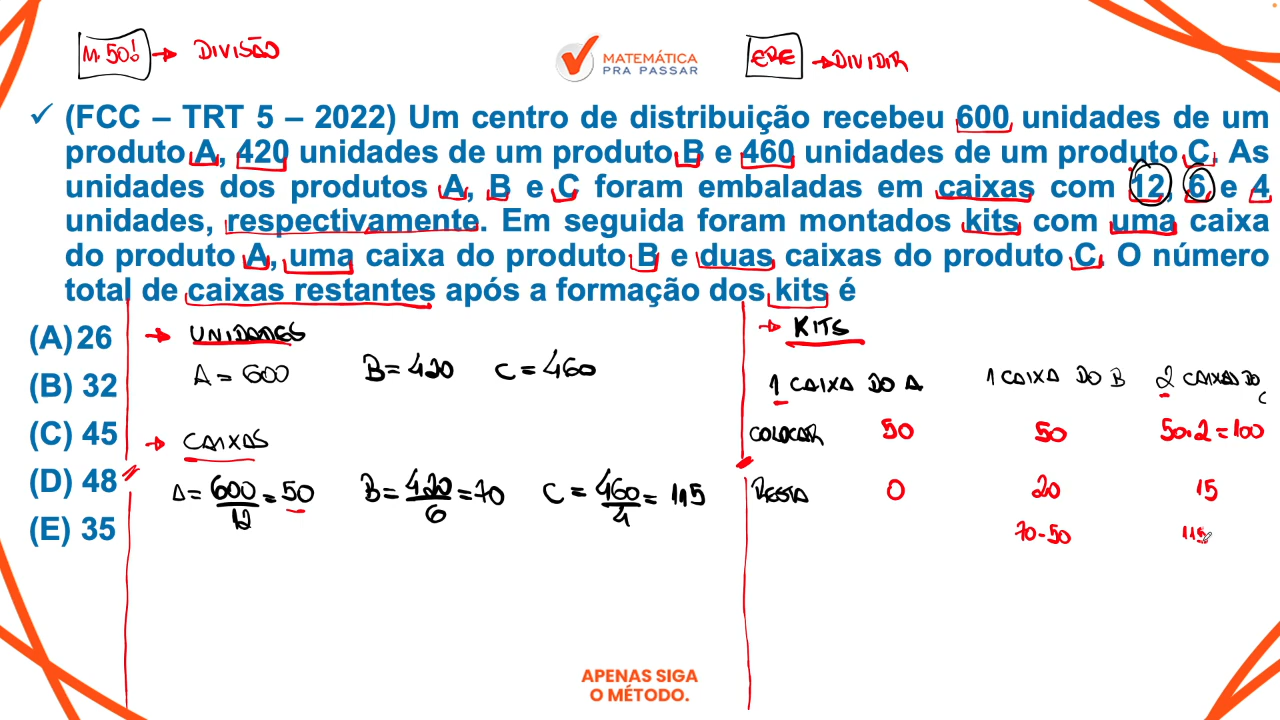 M 50! → DIVISÃO
MATEMÁTICA
PRA PASSAR
ERE → DIVIDIR
✓ (FCC – TRT 5 – 2022) Um centro de distribuição recebeu 600 unidades de um
produto A, 420 unidades de um produto B e 460 unidades de um produto C. As
unidades dos produtos A, B e C foram embaladas em caixas com 12, 6 e 4
unidades, respectivamente. Em seguida foram montados kits com uma caixa
do produto A, uma caixa do produto B e duas caixas do produto C. O número
total de caixas restantes após a formação dos kits é
(A) 26
(B) 32
(C) 45
(D) 48
(E) 35
→ UNIDADES
A = 600 B = 420 C = 460
→ CAIXAS
A = 600/12 = 50 B = 420/6 = 70 C = 460/4 = 115
→ KITS
1 CAIXA DO A 1 CAIXA DO B 2 CAIXAS DO C
COLOCAR 50 50 50.2 = 100
RESTA 0 20 15
70-50 115
APENAS SIGA
O MÉTODO.